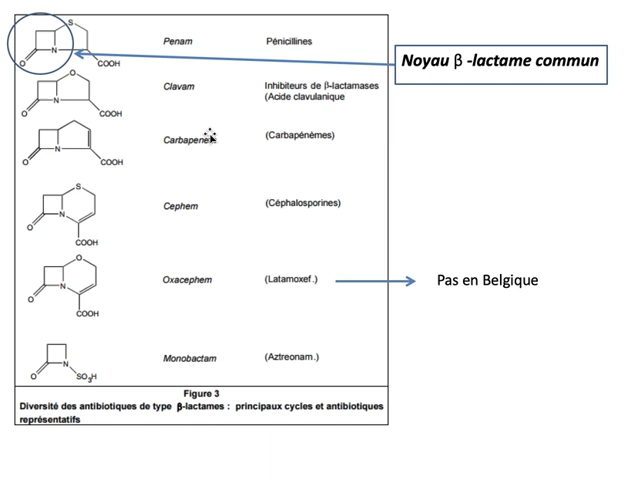 S
O
N
COOH
Penam
Pénicillines
Noyau β -lactame commun
O
O
N
COOH
Clavam
Inhibiteurs de β-lactamases
(Acide clavulanique
O
N
COOH
(Carbapénèmes)
S
O
N
COOH
Cephem
(Céphalosporines)
O
O
N
COOH
Oxacephem
(Latamoxef.)
Pas en Belgique
O
N
SO3H
Monobactam
(Aztreonam.)
Figure 3
Diversité des antibiotiques de type β-lactames : principaux cycles et antibiotiques
représentatifs